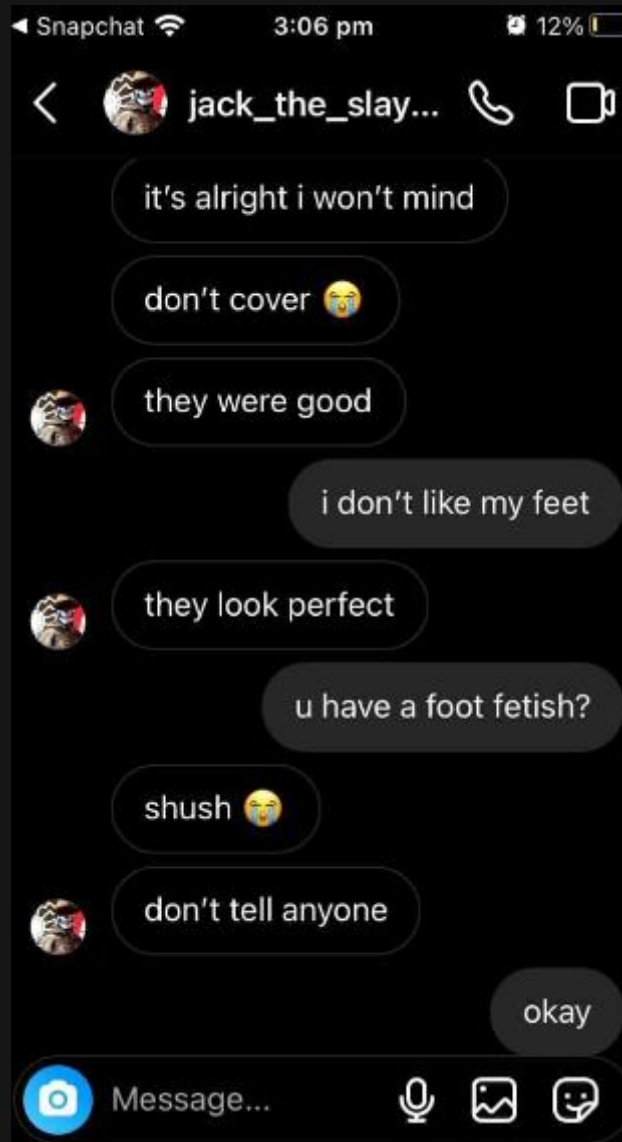 ◀ Snapchat 3:06 pm 12%
jack_the_slay...
it's alright i won't mind
don't cover 😭
they were good
i don't like my feet
they look perfect
u have a foot fetish?
shush 😭
don't tell anyone
okay
Message...